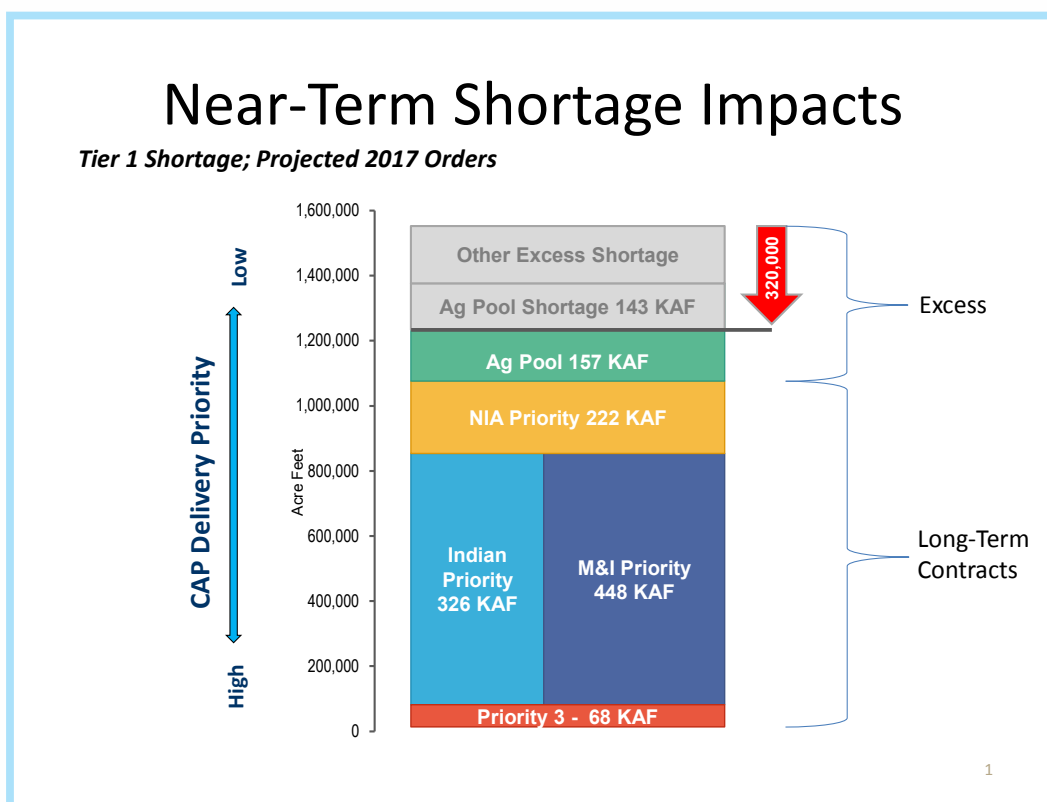 Near-Term Shortage Impacts
Tier 1 Shortage; Projected 2017 Orders
CAP Delivery Priority
Low
High
Acre Feet
1,600,000
1,400,000
1,200,000
1,000,000
800,000
600,000
400,000
200,000
0
Other Excess Shortage
Ag Pool Shortage 143 KAF
Ag Pool 157 KAF
NIA Priority 222 KAF
Indian
Priority
326 KAF
M&I Priority
448 KAF
Priority 3 - 68 KAF
320,000
Excess
Long-Term
Contracts
1